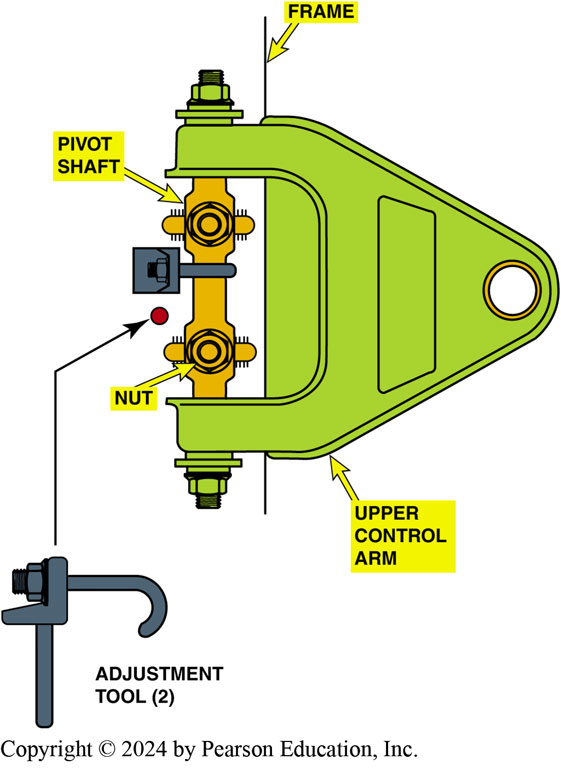 FRAME
PIVOT
SHAFT
NUT
UPPER
CONTROL
ARM
ADJUSTMENT
TOOL (2)
Copyright © 2024 by Pearson Education, Inc.